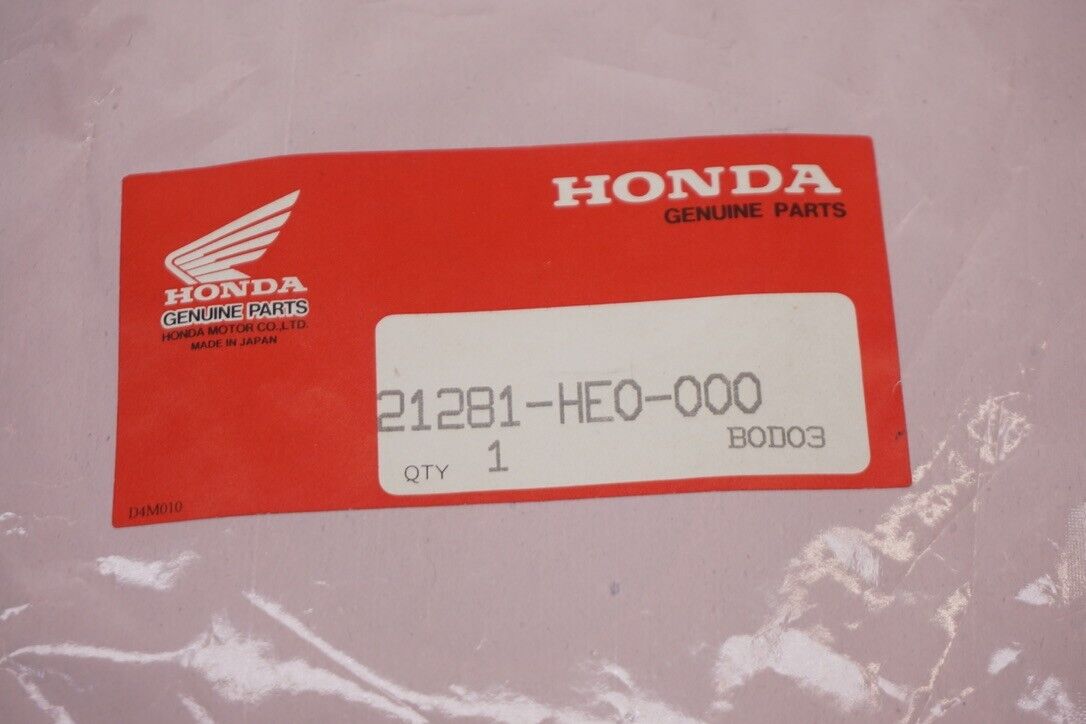 HONDA
GENUINE PARTS
HONDA
GENUINE PARTS
HONDA MOTOR CO.,LTD.
MADE IN JAPAN
21281-HE0-000
QTY 1 B0D03
D4M010